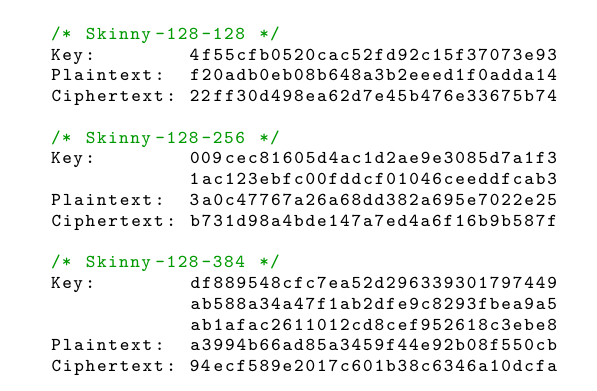 /* Skinny-128-128 */
Key: 4f55cfb0520cac52fd92c15f37073e93
Plaintext: f20adb0eb08b648a3b2eeed1f0adda14
Ciphertext: 22ff30d498ea62d7e45b476e33675b74
/* Skinny-128-256 */
Key: 009cec81605d4ac1d2ae9e3085d7a1f3
1ac123ebfc00fddcf01046ceeddfcab3
Plaintext: 3a0c47767a26a68dd382a695e7022e25
Ciphertext: b731d98a4bde147a7ed4a6f16b9b587f
/* Skinny-128-384 */
Key: df889548cfc7ea52d296339301797449
ab588a34a47f1ab2dfe9c8293fbea9a5
ab1afac2611012cd8cef952618c3ebe8
Plaintext: a3994b66ad85a3459f44e92b08f550cb
Ciphertext: 94ecf589e2017c601b38c6346a10dcfa